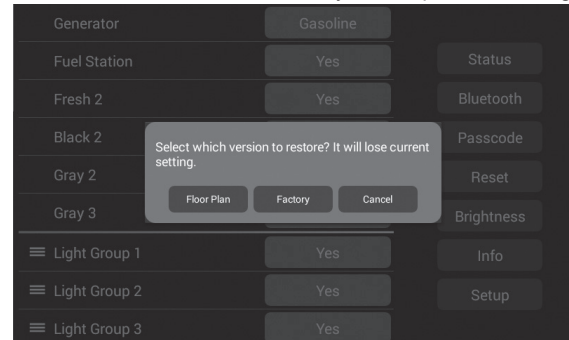 Generator Gasoline
Fuel Station Yes Status
Fresh 2 Yes Bluetooth
Black 2 Passcode
Select which version to restore? It will lose current
setting.
Gray 2 Reset
Floor Plan Factory Cancel
Gray 3 Brightness
Light Group 1 Yes Info
Light Group 2 Yes Setup
Light Group 3 Yes